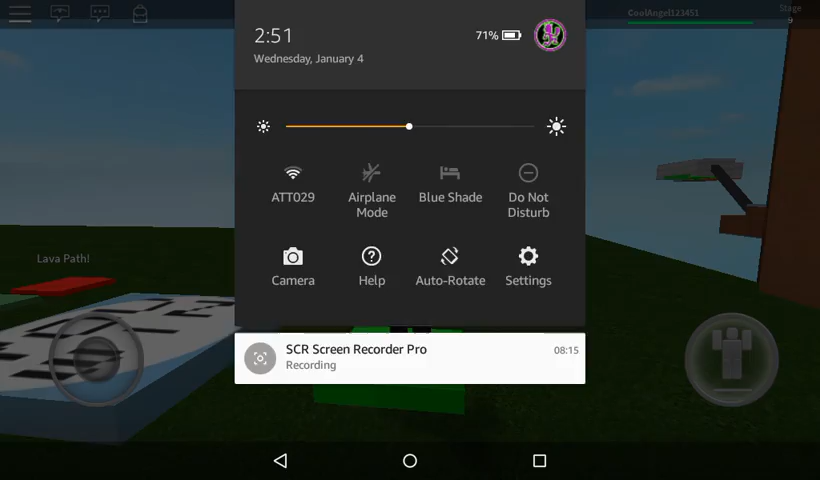 CoolAngel123451
Stage
9
2:51
71%
Wednesday, January 4
ATT029
Airplane
Mode
Blue Shade
Do Not
Disturb
Camera
Help
Auto-Rotate
Settings
Lava Path!
SCR Screen Recorder Pro
08:15
Recording